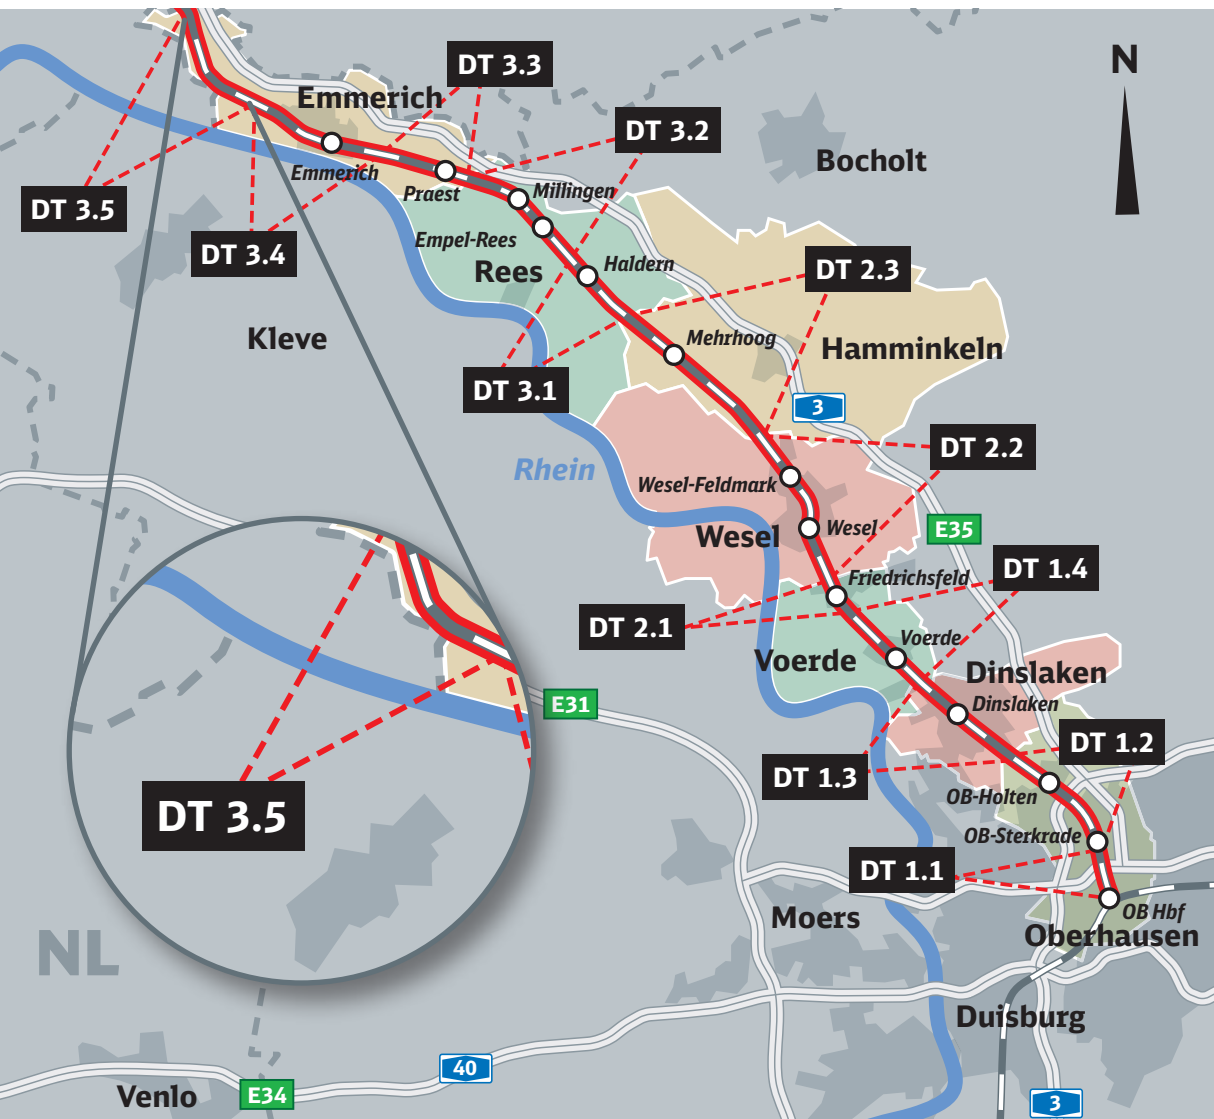 DT 3.3
N
Emmerich
DT 3.2
Bocholt
Emmerich
Praest
Millingen
DT 3.5
Empel-Rees
DT 3.4
Rees
Haldern
DT 2.3
Kleve
Mehrhoog
Hamminkeln
DT 3.1
3
DT 2.2
Rhein
Wesel-Feldmark
Wesel
Wesel
E35
DT 1.4
Friedrichsfeld
DT 2.1
Voerde
Voerde
Dinslaken
Dinslaken
E31
DT 1.2
DT 1.3
OB-Holten
DT 3.5
OB-Sterkrade
DT 1.1
Moers
OB Hbf
Oberhausen
NL
Duisburg
40
Venlo
E34
3